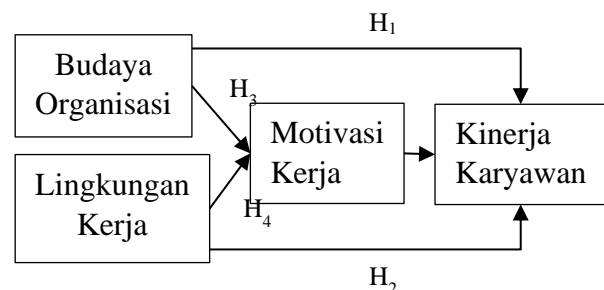 H₁
Budaya
Organisasi
H₃
Motivasi
Kerja
Kinerja
Karyawan
Lingkungan
Kerja
H₄
H₂